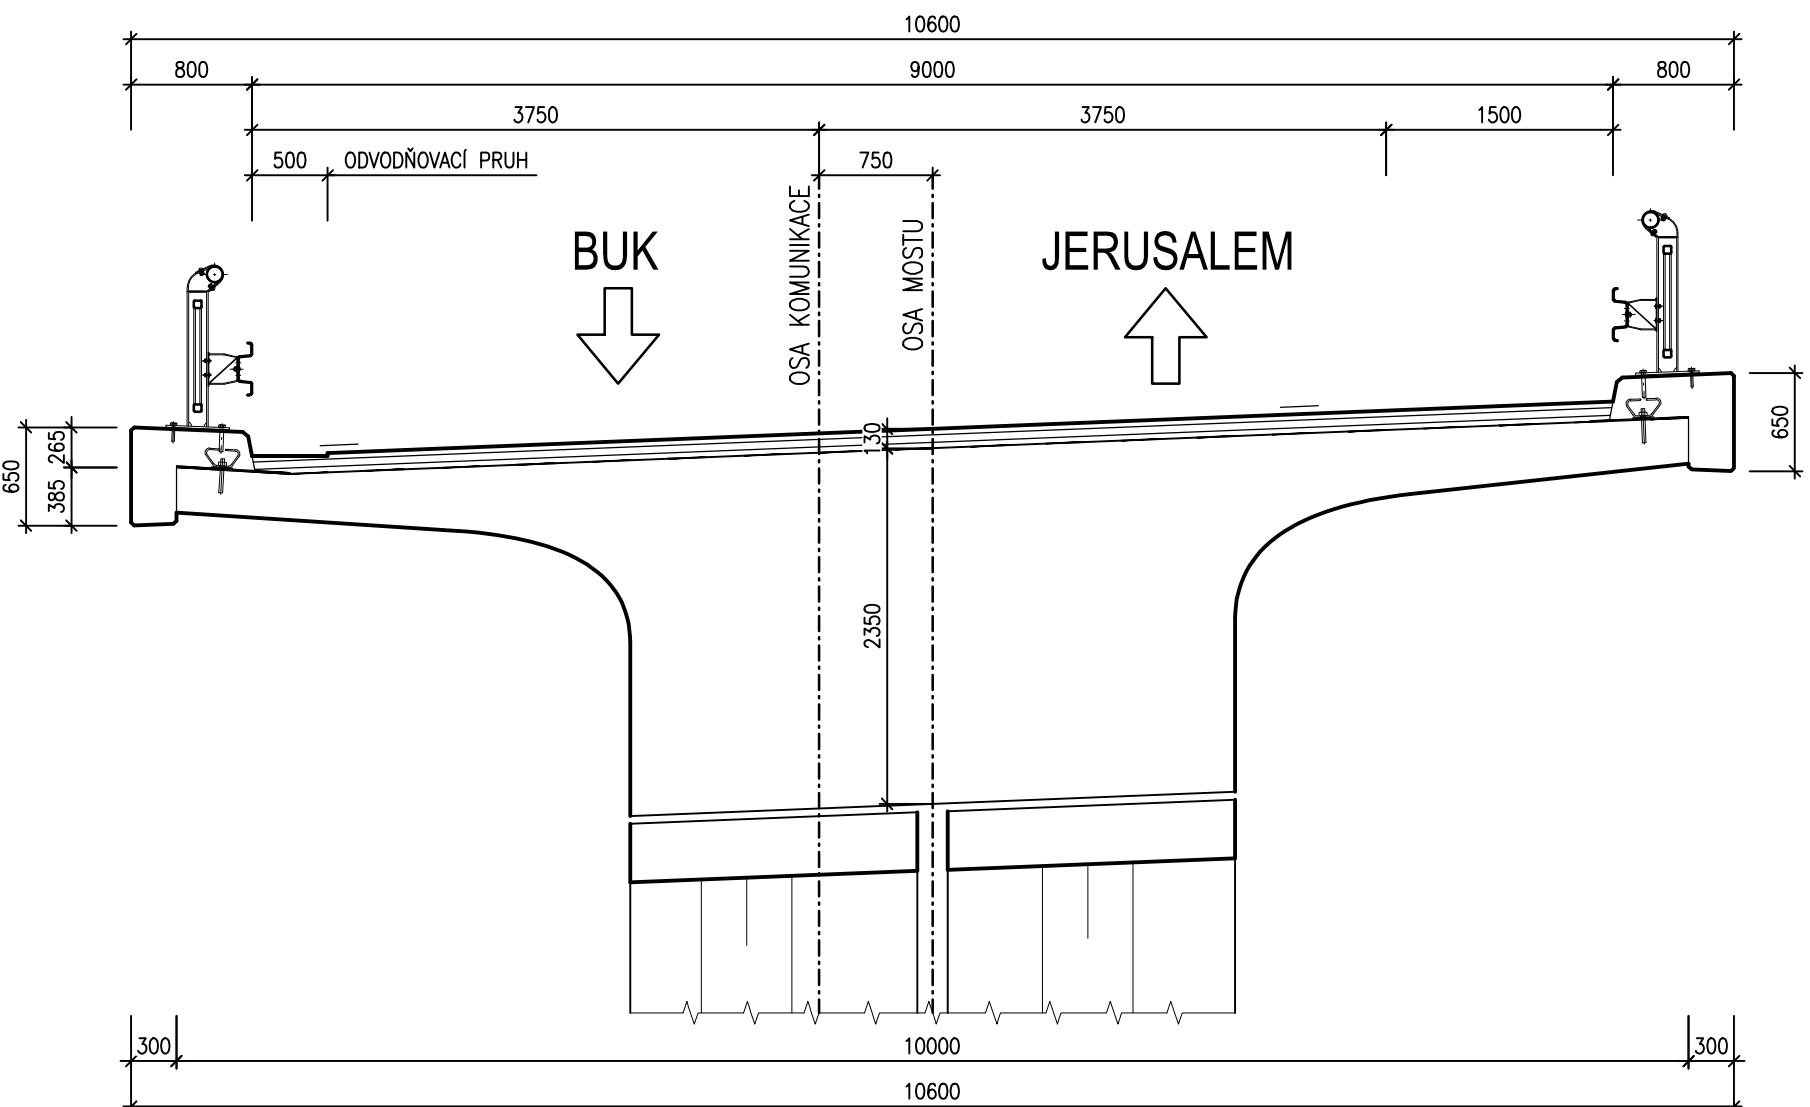 10600
800 9000 800
3750 3750 1500
500 ODVODŇOVACÍ PRUH 750
OSA KOMUNIKACE
OSA MOSTU
BUK JERUSALEM
650
265
385
130
2350
650
300 10000 300
10600